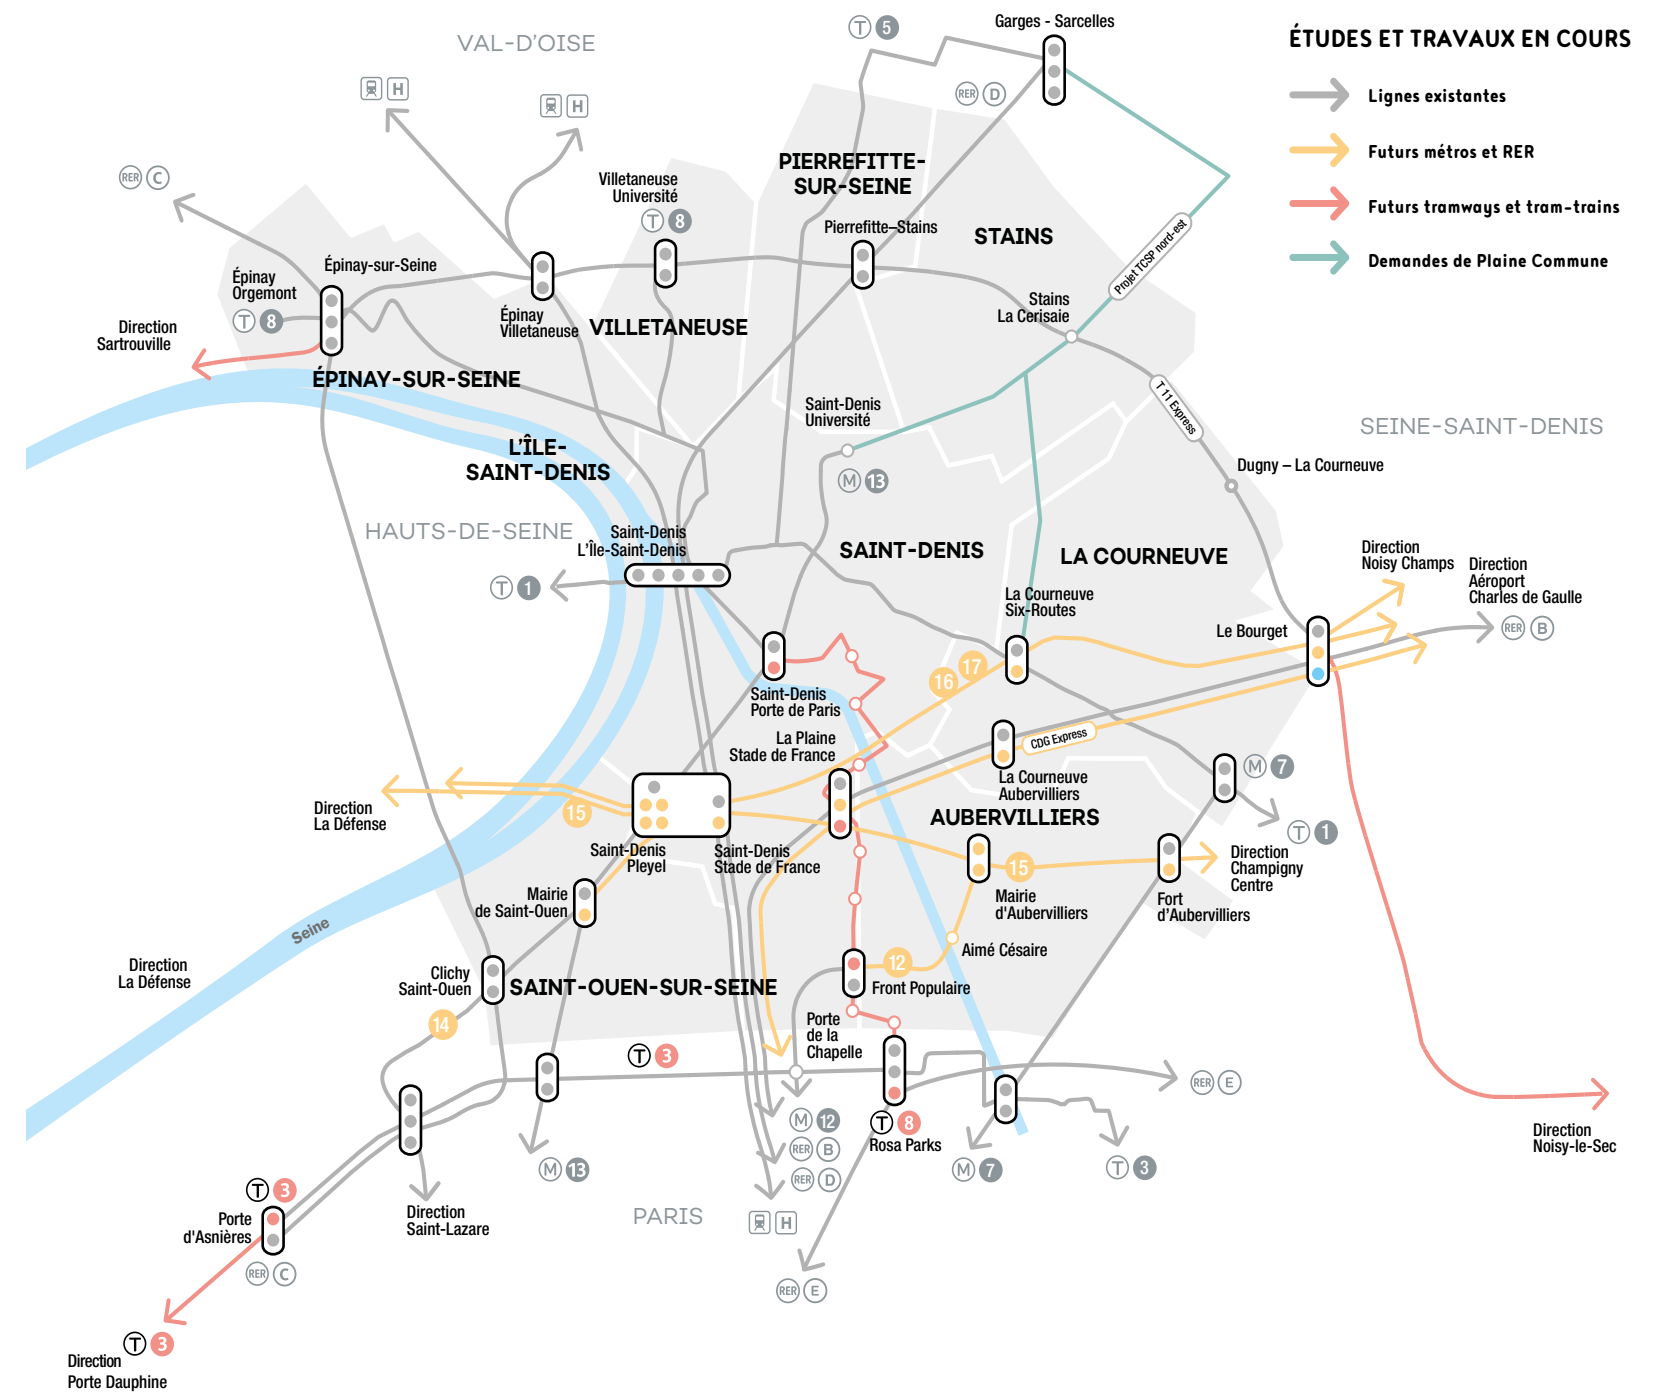 ÉTUDES ET TRAVAUX EN COURS
Lignes existantes
Futurs métros et RER
Futurs tramways et tram-trains
Demandes de Plaine Commune
VAL-D'OISE
T 5
Garges - Sarcelles
RER D
H
H
RER C
PIERREFITTE-
SUR-SEINE
Villetaneuse
Université
T 8
Pierrefitte–Stains
STAINS
Projet TCSP nord-est
Épinay-sur-Seine
Épinay
Orgemont
T 8
Direction
Sartrouville
Épinay
Villetaneuse
VILLETANEUSE
Stains
La Cerisaie
ÉPINAY-SUR-SEINE
T 11 Express
Saint-Denis
Université
M 13
SEINE-SAINT-DENIS
Dugny – La Courneuve
L'ÎLE-
SAINT-DENIS
HAUTS-DE-SEINE
Saint-Denis
L'Île-Saint-Denis
T 1
SAINT-DENIS
LA COURNEUVE
Direction
Noisy Champs
Direction
Aéroport
Charles de Gaulle
RER B
La Courneuve
Six-Routes
Le Bourget
16
17
Saint-Denis
Porte de Paris
La Plaine
Stade de France
CDG Express
La Courneuve
Aubervilliers
M 7
T 1
Direction
La Défense
15
AUBERVILLIERS
Saint-Denis
Pleyel
Saint-Denis
Stade de France
15
Direction
Champigny
Centre
Mairie
de Saint-Ouen
Mairie
d'Aubervilliers
Fort
d'Aubervilliers
Seine
Aimé Césaire
Direction
La Défense
Clichy
Saint-Ouen
SAINT-OUEN-SUR-SEINE
12
Front Populaire
14
Porte
de la
Chapelle
T 3
RER E
M 12
RER B
RER D
H
T 8
Rosa Parks
M 7
T 3
M 13
PARIS
T 3
Porte
d'Asnières
RER C
Direction
Saint-Lazare
RER E
T 3
Direction
Porte Dauphine
Direction
Noisy-le-Sec